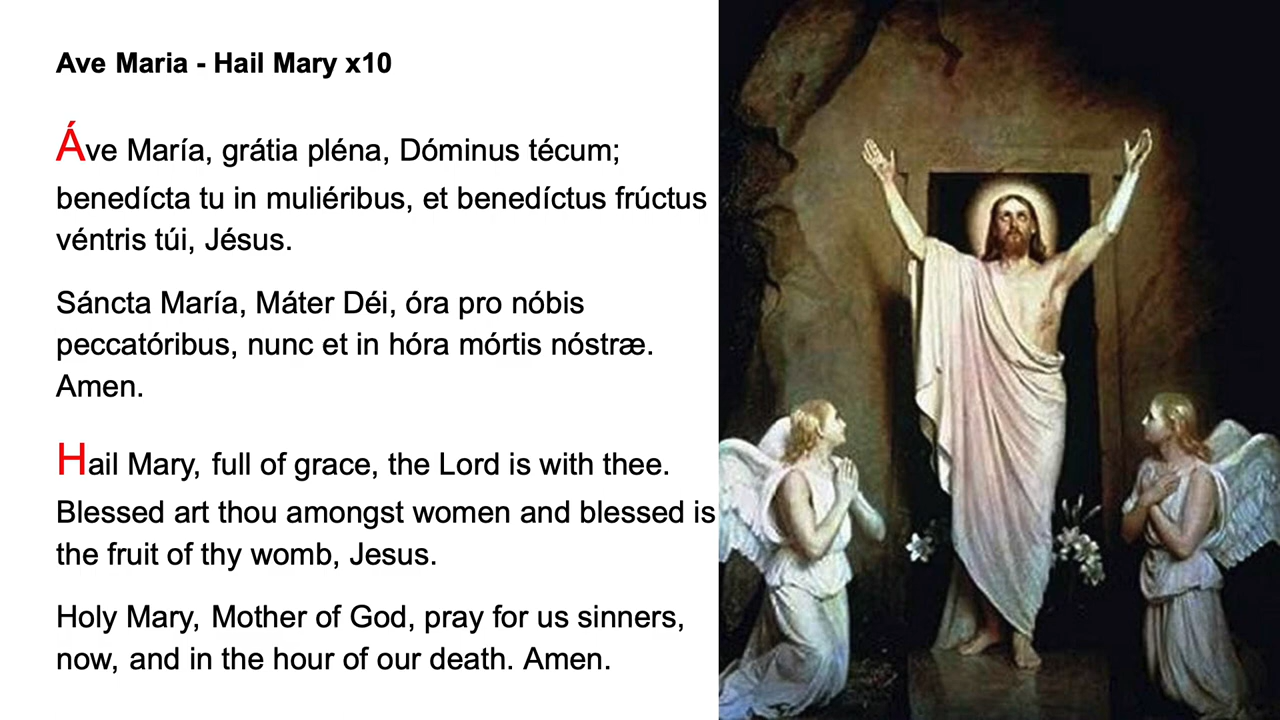 Ave Maria - Hail Mary x10
Áve María, grátia pléna, Dóminus técum;
benedícta tu in muliéribus, et benedíctus frúctus
véntris túi, Jésus.
Sáncta María, Máter Déi, óra pro nóbis
peccatóribus, nunc et in hóra mórtis nóstræ.
Amen.
Hail Mary, full of grace, the Lord is with thee.
Blessed art thou amongst women and blessed is
the fruit of thy womb, Jesus.
Holy Mary, Mother of God, pray for us sinners,
now, and in the hour of our death. Amen.